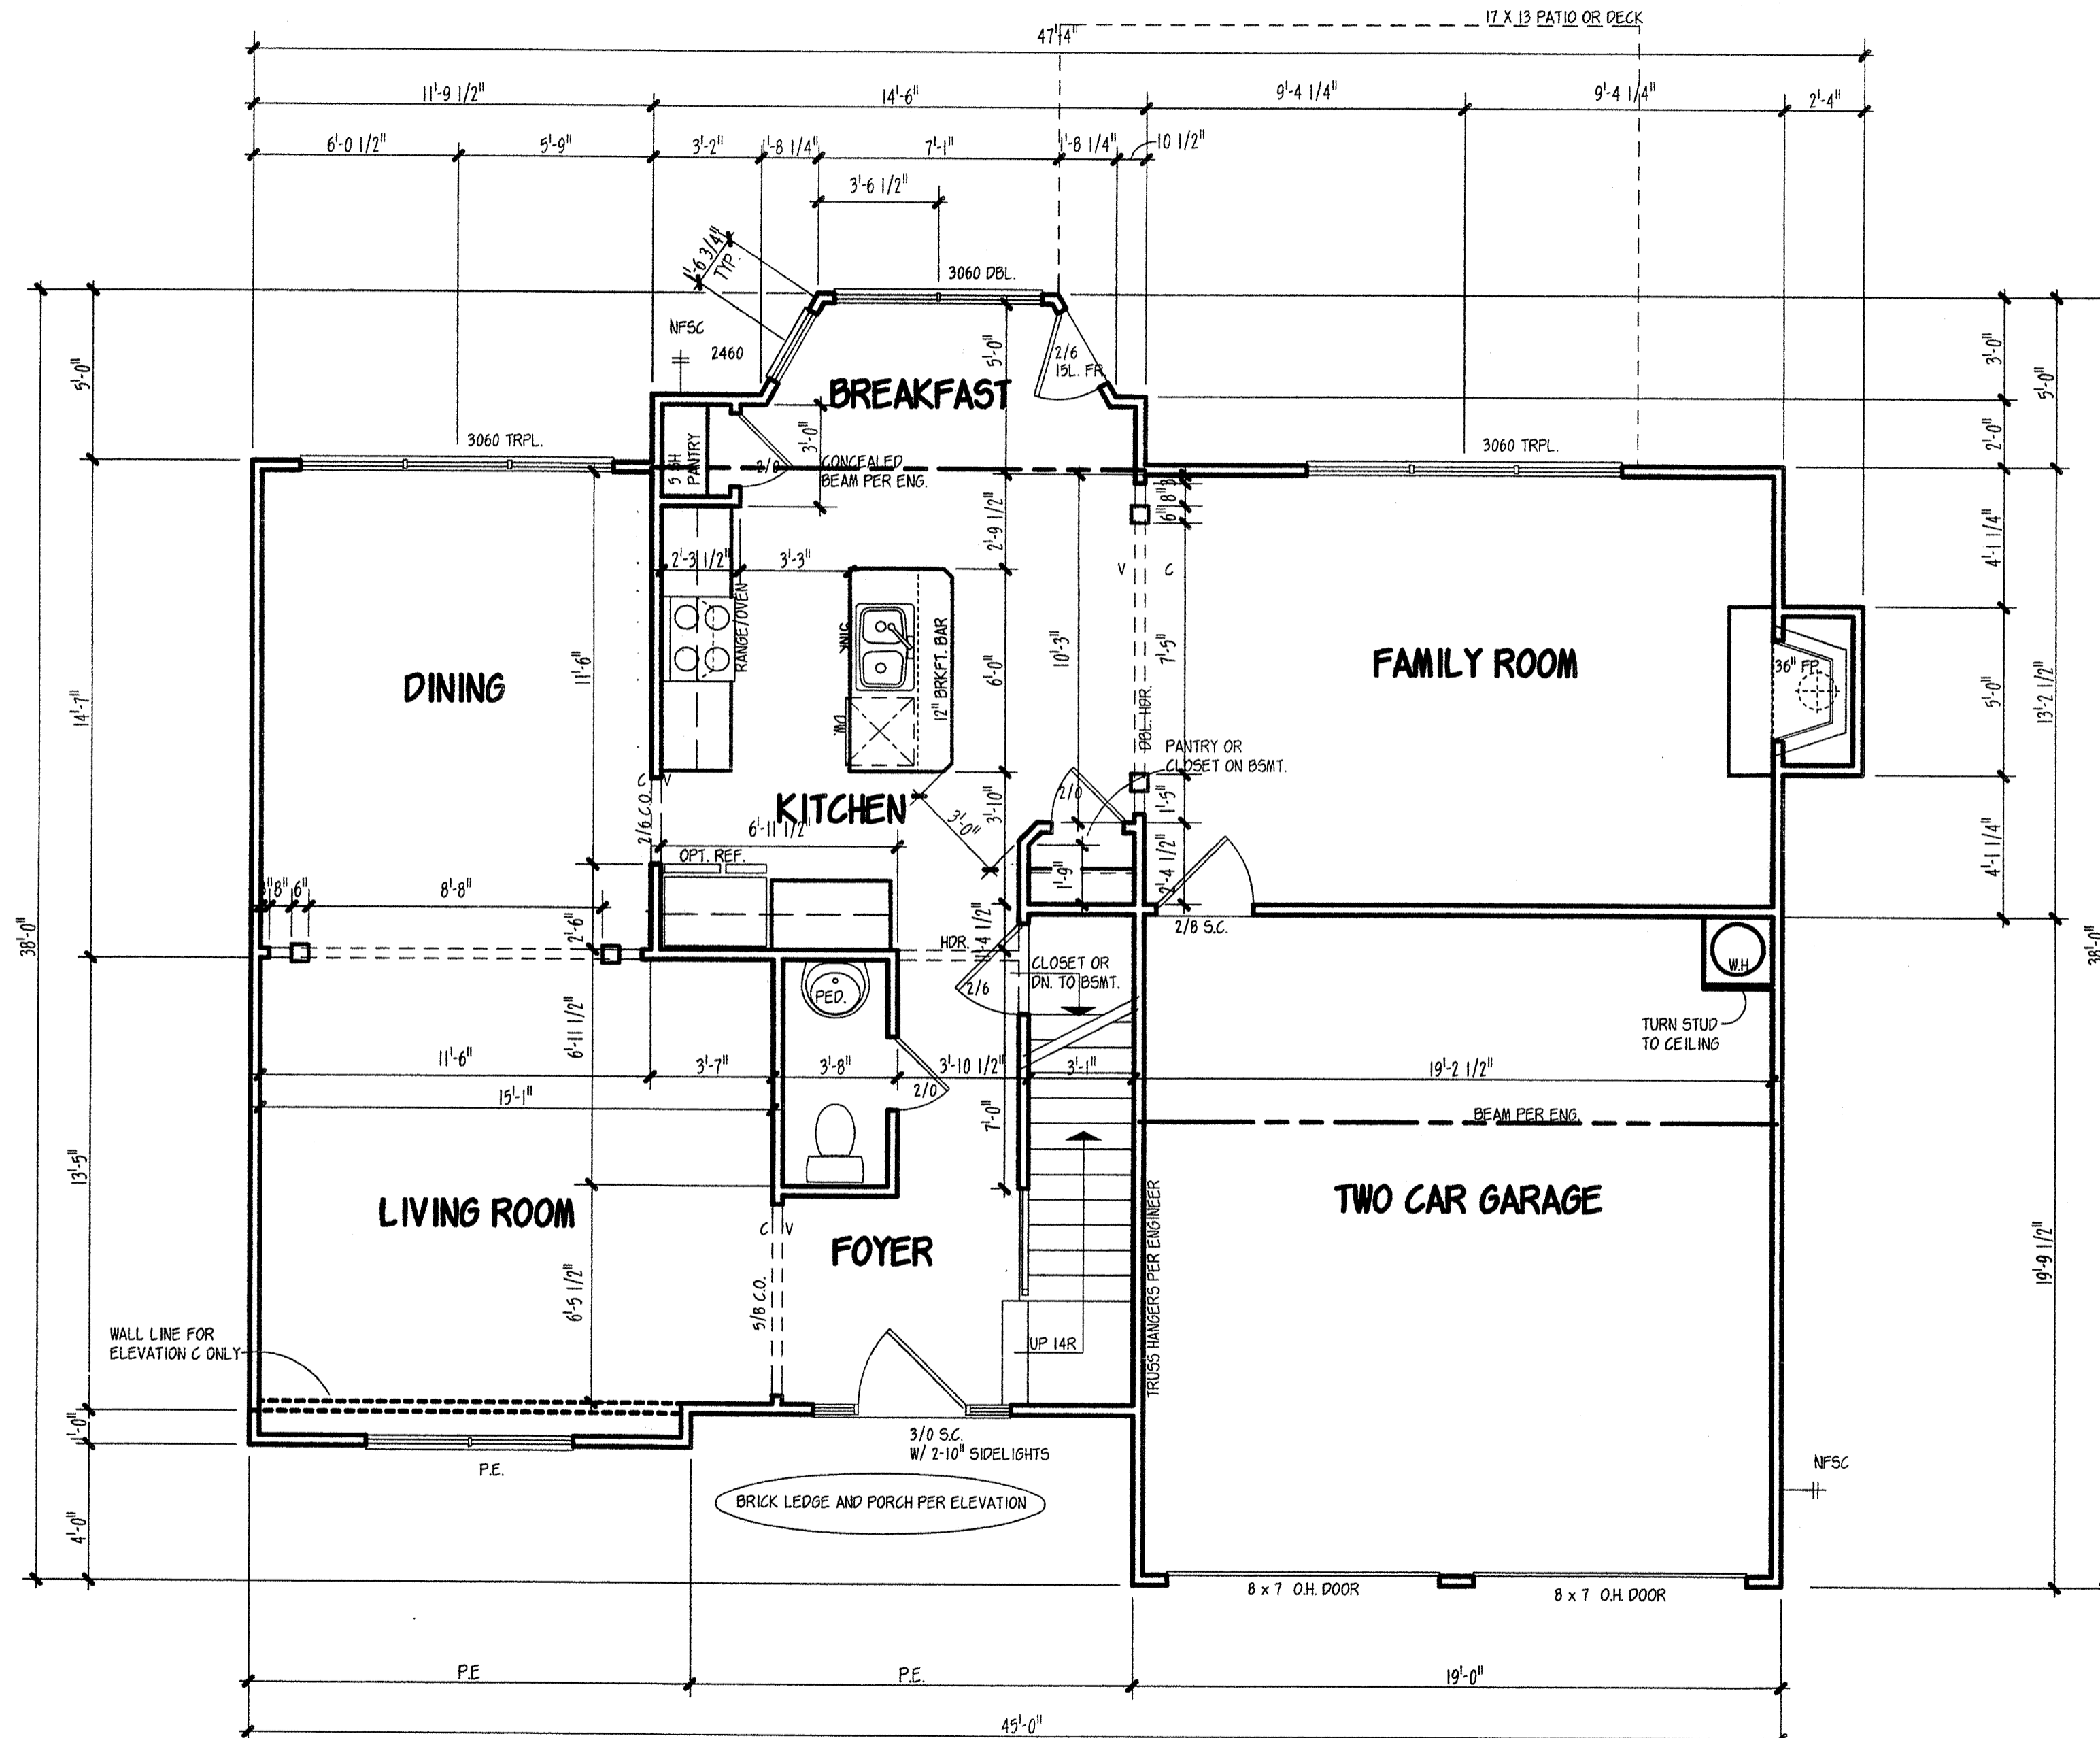 17 X 13 PATIO OR DECK
47'-4"
11'-9 1/2"
14'-6"
9'-4 1/4"
9'-4 1/4"
2'-4"
6'-0 1/2"
5'-9"
3'-2"
1'-8 1/4"
7'-1"
1'-8 1/4"
10 1/2"
3'-6 1/2"
1'-6 3/4"
TYP.
3060 DBL.
NFSC
2460
5'-0"
5'-0"
2/6
15L. FR.
3'-0"
5'-0"
BREAKFAST
2'-0"
3060 TRPL.
5 SH
PANTRY
2/0
3'-0"
CONCEALED
BEAM PER ENG.
3060 TRPL.
3"
8"
6"
2'-9 1/2"
4'-1 1/4"
2'-3 1/2"
3'-3"
V
C
RANGE/OVEN
SINK
12" BRKFT. BAR
DW.
6'-0"
10'-3"
7'-5"
DBL. HDR.
FAMILY ROOM
36" FP.
5'-0"
13'-2 1/2"
DINING
11'-6"
14'-7"
38'-0"
PANTRY OR
CLOSET ON BSMT.
C
V
2/6 C.O.
KITCHEN
6'-11 1/2"
3'-10"
3'-0"
2/0
1'-5"
OPT. REF.
1'-9"
2'-4 1/2"
4'-1 1/4"
3"
8"
6"
8'-8"
2'-6"
HDR.
1'-4 1/2"
2/8 S.C.
38'-0"
CLOSET OR
DN. TO BSMT.
2/6
PED.
W.H
TURN STUD
TO CEILING
6'-11 1/2"
11'-6"
3'-7"
3'-8"
3'-10 1/2"
3'-1"
19'-2 1/2"
2/0
15'-1"
7'-0"
BEAM PER ENG.
13'-5"
LIVING ROOM
TWO CAR GARAGE
TRUSS HANGERS PER ENGINEER
C
V
FOYER
5/8 C.O.
6'-5 1/2"
19'-9 1/2"
WALL LINE FOR
ELEVATION C ONLY
UP 14R
1'-0"
3/0 S.C.
W/ 2-10" SIDELIGHTS
P.E.
NFSC
BRICK LEDGE AND PORCH PER ELEVATION
4'-0"
8 x 7 O.H. DOOR
8 x 7 O.H. DOOR
P.E
P.E.
19'-0"
45'-0"